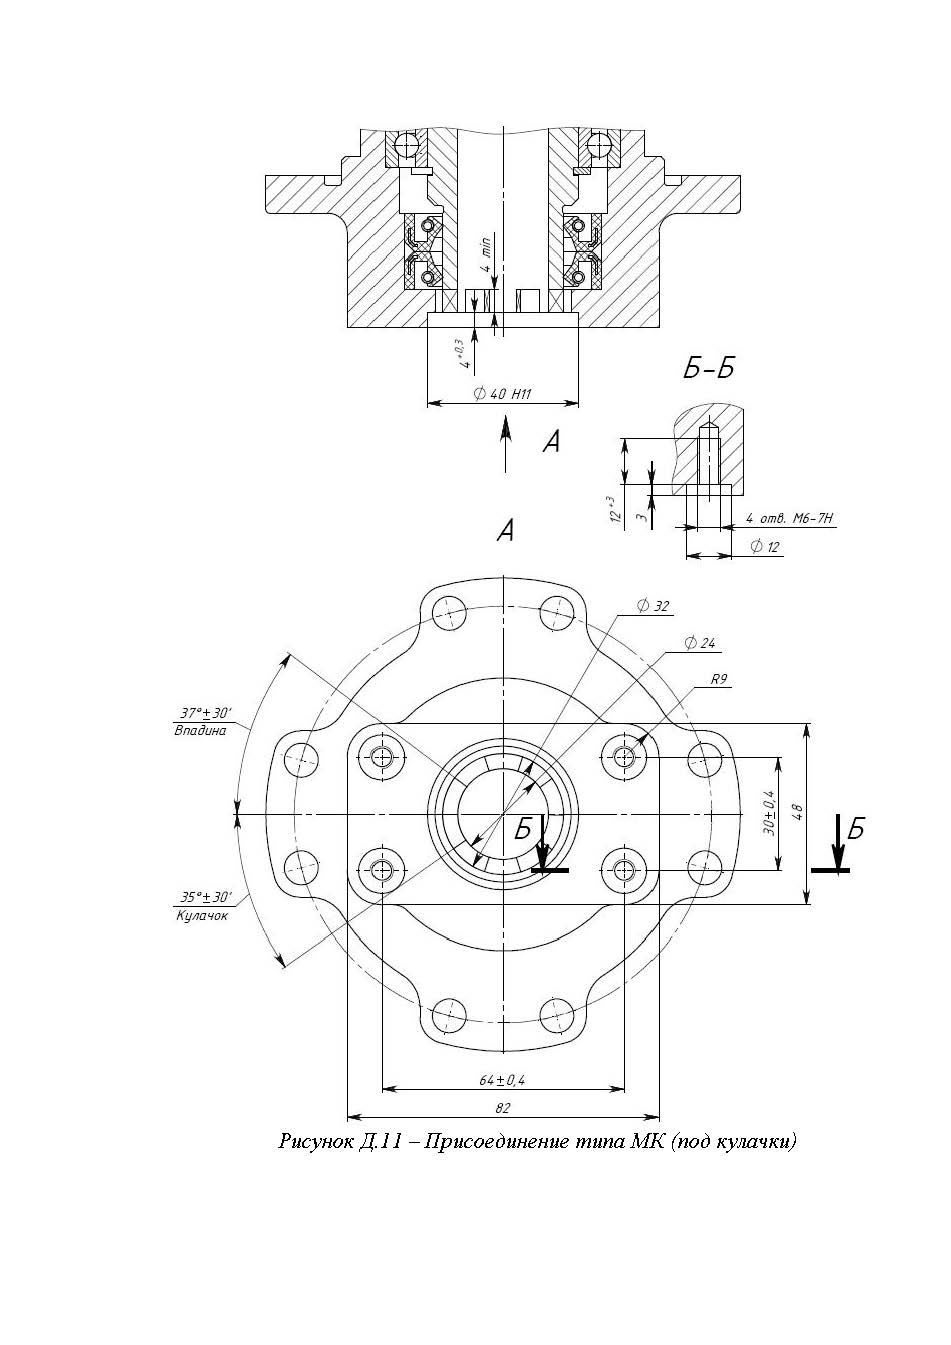 4 min
4⁺⁰,³
∅ 40 H11
А
Б-Б
12⁺³
3
4 отв. М6-7Н
∅ 12
А
∅ 32
∅ 24
R9
37°±30'
Впадина
Б
Б
30±0,4
48
35°±30'
Кулачок
64±0,4
82
Рисунок Д.11 – Присоединение типа МК (под кулачки)